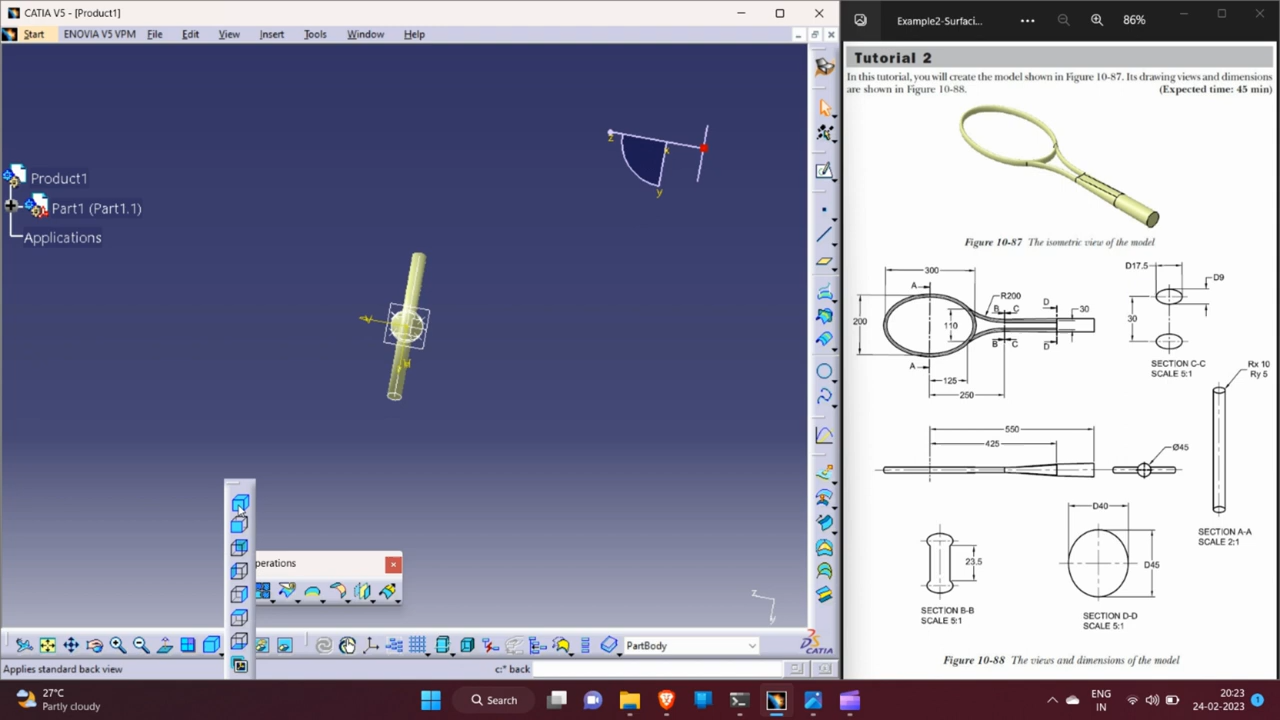 CATIA V5 - [Product1]
Start
ENOVIA V5 VPM
File
Edit
View
Insert
Tools
Window
Help
Product1
Part1 (Part1.1)
Applications
z
x
y
perations
z
PartBody
CATIA
Applies standard back view
c:" back
Example2-Surfaci...
86%
Tutorial 2
In this tutorial, you will create the model shown in Figure 10-87. Its drawing views and dimensions
are shown in Figure 10-88.
(Expected time: 45 min)
Figure 10-87 The isometric view of the model
300
A
R200
B C
D
30
200
110
B C
D
A
125
250
D17.5
D9
30
SECTION C-C
SCALE 5:1
Rx 10
Ry 5
550
425
Ø45
SECTION A-A
SCALE 2:1
23.5
SECTION B-B
SCALE 5:1
D40
D45
SECTION D-D
SCALE 5:1
Figure 10-88 The views and dimensions of the model
27°C
Partly cloudy
Search
ENG
IN
20:23
24-02-2023
1